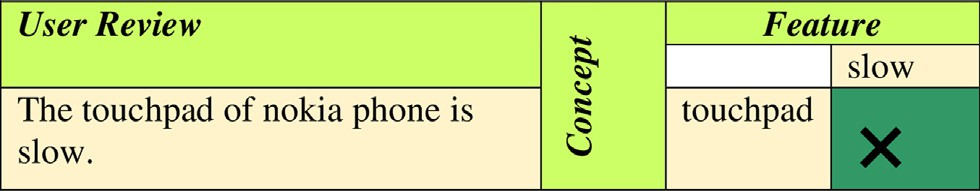 User Review
Concept
Feature
slow
The touchpad of nokia phone is
slow.
touchpad